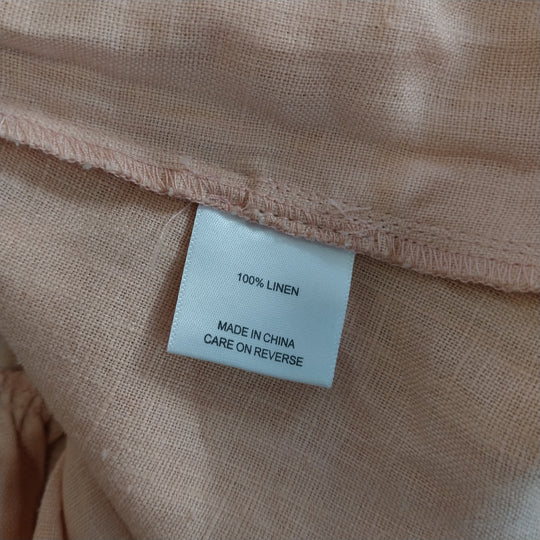 100% LINEN
MADE IN CHINA
CARE ON REVERSE